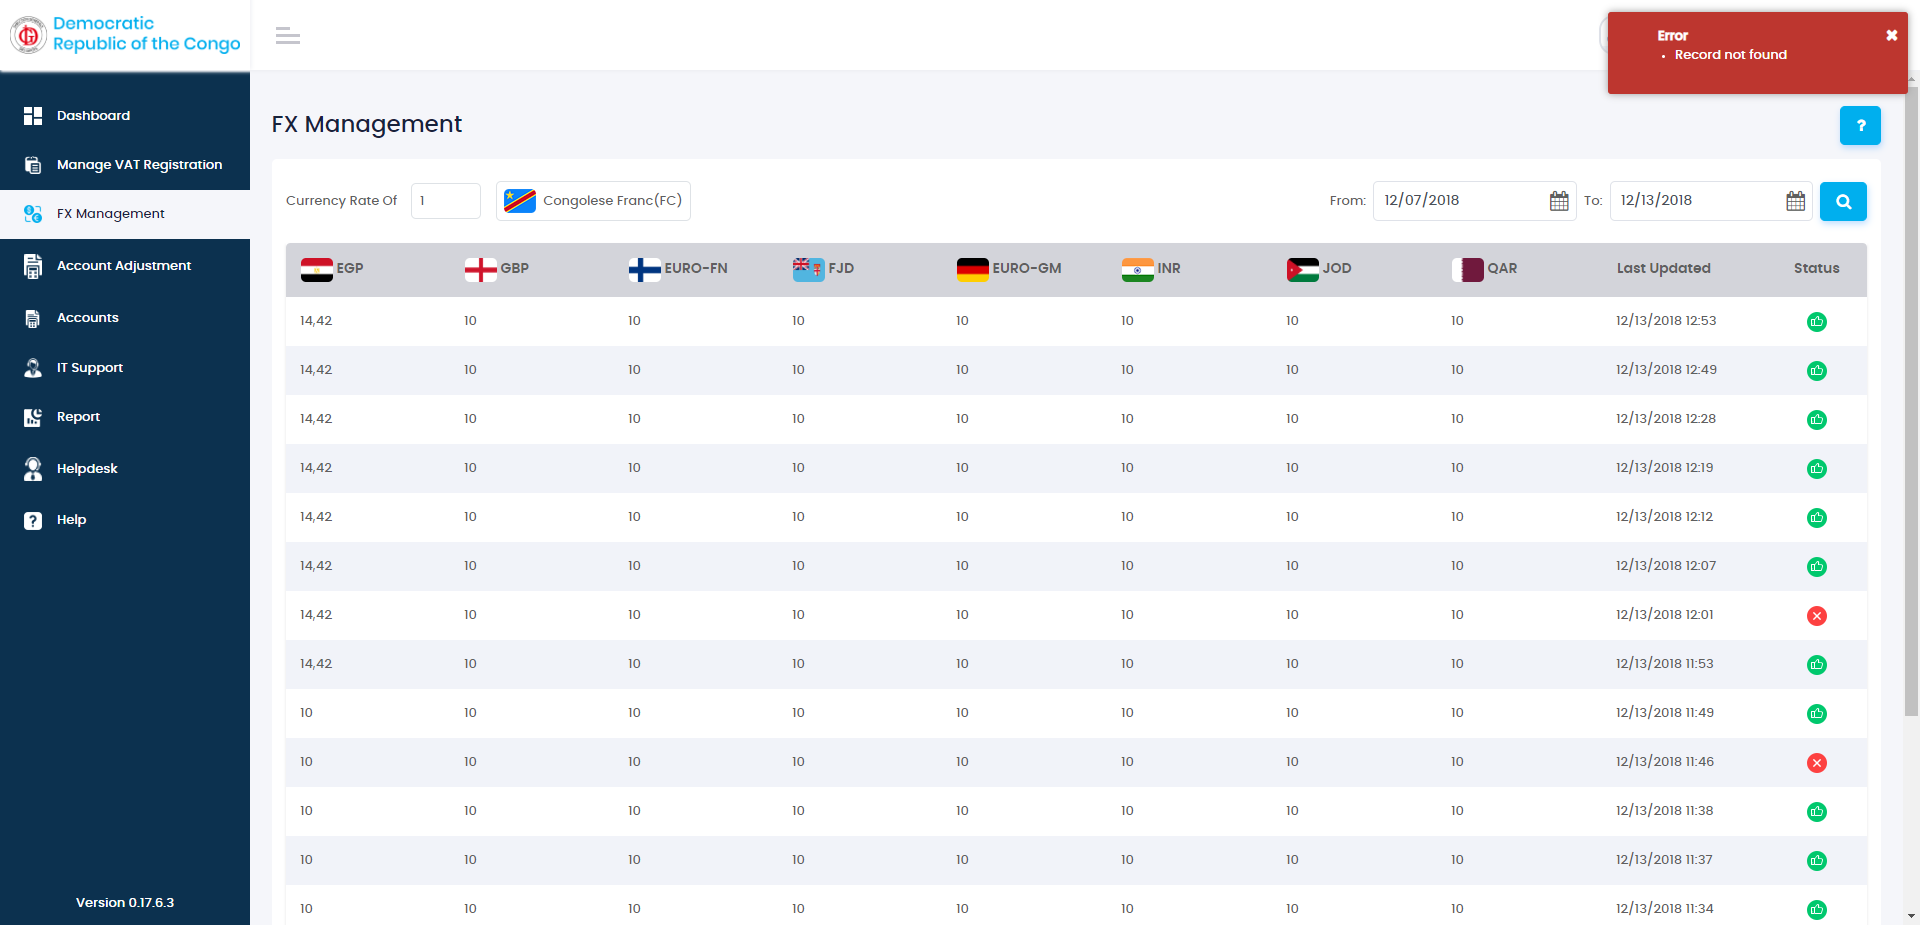 Democratic
Republic of the Congo
Error
Record not found
Dashboard
Manage VAT Registration
FX Management
Account Adjustment
Accounts
IT Support
Report
Helpdesk
Help
Version 0.17.6.3
FX Management
?
Currency Rate Of 1 Congolese Franc(FC) From: 12/07/2018 To: 12/13/2018
EGP GBP EURO-FN FJD EURO-GM INR JOD QAR Last Updated Status
14,42 10 10 10 10 10 10 10 12/13/2018 12:53
14,42 10 10 10 10 10 10 10 12/13/2018 12:49
14,42 10 10 10 10 10 10 10 12/13/2018 12:28
14,42 10 10 10 10 10 10 10 12/13/2018 12:19
14,42 10 10 10 10 10 10 10 12/13/2018 12:12
14,42 10 10 10 10 10 10 10 12/13/2018 12:07
14,42 10 10 10 10 10 10 10 12/13/2018 12:01
14,42 10 10 10 10 10 10 10 12/13/2018 11:53
10 10 10 10 10 10 10 10 12/13/2018 11:49
10 10 10 10 10 10 10 10 12/13/2018 11:46
10 10 10 10 10 10 10 10 12/13/2018 11:38
10 10 10 10 10 10 10 10 12/13/2018 11:37
10 10 10 10 10 10 10 10 12/13/2018 11:34